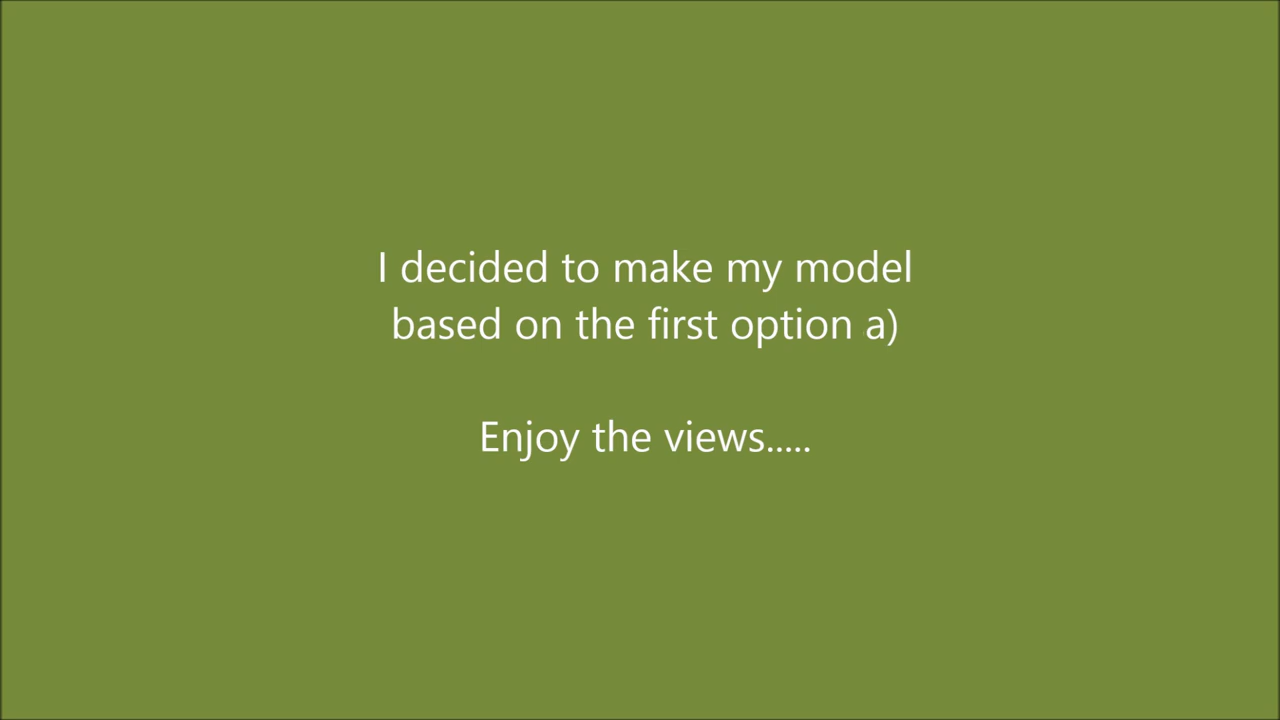 I decided to make my model
based on the first option a)
Enjoy the views.....